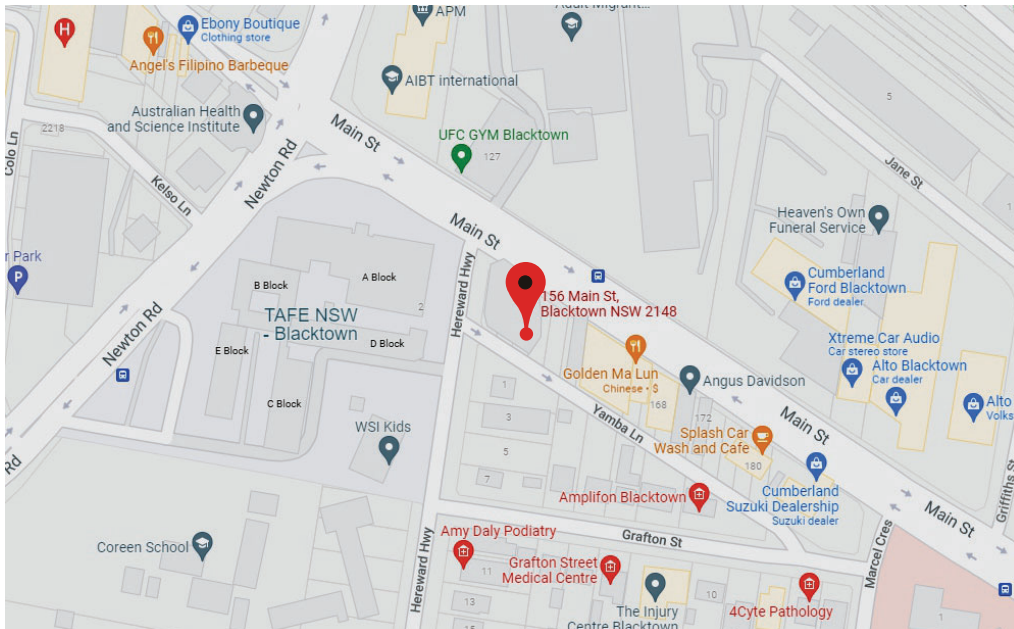 APM
Adult Migrant...
H
Ebony Boutique
Clothing store
Angel's Filipino Barbeque
AIBT international
5
Australian Health
and Science Institute
2218
Colo Ln
Kelso Ln
Newton Rd
Main St
UFC GYM Blacktown
127
Jane St
Main St
Heaven's Own
Funeral Service
1
r Park
P
Hereward Hwy
A Block
B Block
2
TAFE NSW
- Blacktown
E Block
D Block
C Block
Newton Rd
156 Main St,
Blacktown NSW 2148
Cumberland
Ford Blacktown
Ford dealer
Xtreme Car Audio
Car stereo store
Alto Blacktown
Car dealer
Alto
Volks
Golden Ma Lun
Chinese • $
Angus Davidson
1
168
172
3
Yamba Ln
Main St
WSI Kids
5
Splash Car
Wash and Cafe
180
Rd
7
Amplifon Blacktown
Cumberland
Suzuki Dealership
Suzuki dealer
Griffiths St
Main St
Grafton St
Marcel Cres
Coreen School
Hereward Hwy
Amy Daly Podiatry
11
Grafton Street
Medical Centre
13
15
The Injury
Centre Blacktown
10
4Cyte Pathology
1